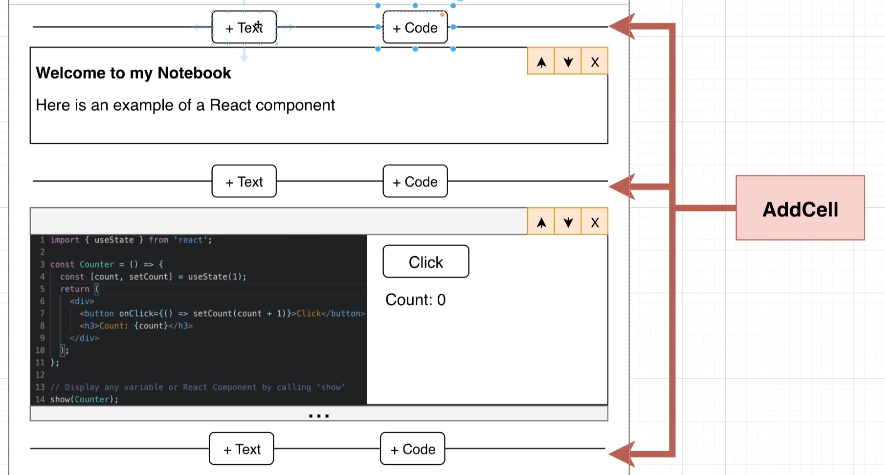 + Text + Code
Welcome to my Notebook
X
Here is an example of a React component
+ Text + Code
AddCell
X
1 import { useState } from 'react';
2
3 const Counter = () => {
4 const [count, setCount] = useState(1);
5 return (
6 <div>
7 <button onClick={() => setCount(count + 1)}>Click</button>
8 <h3>Count: {count}</h3>
9 </div>
10 );
11 };
12
13 // Display any variable or React Component by calling 'show'
14 show(Counter);
Click
Count: 0
...
+ Text + Code